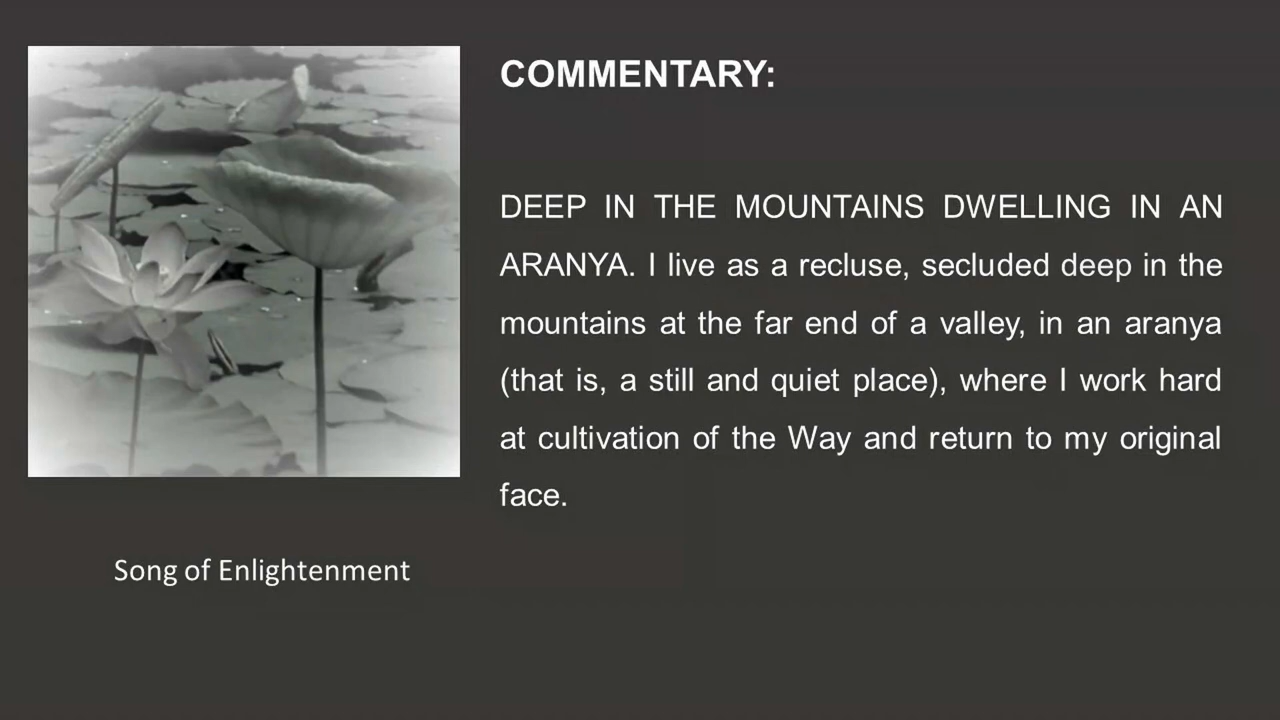 COMMENTARY:
DEEP IN THE MOUNTAINS DWELLING IN AN
ARANYA. I live as a recluse, secluded deep in the
mountains at the far end of a valley, in an aranya
(that is, a still and quiet place), where I work hard
at cultivation of the Way and return to my original
face.
Song of Enlightenment